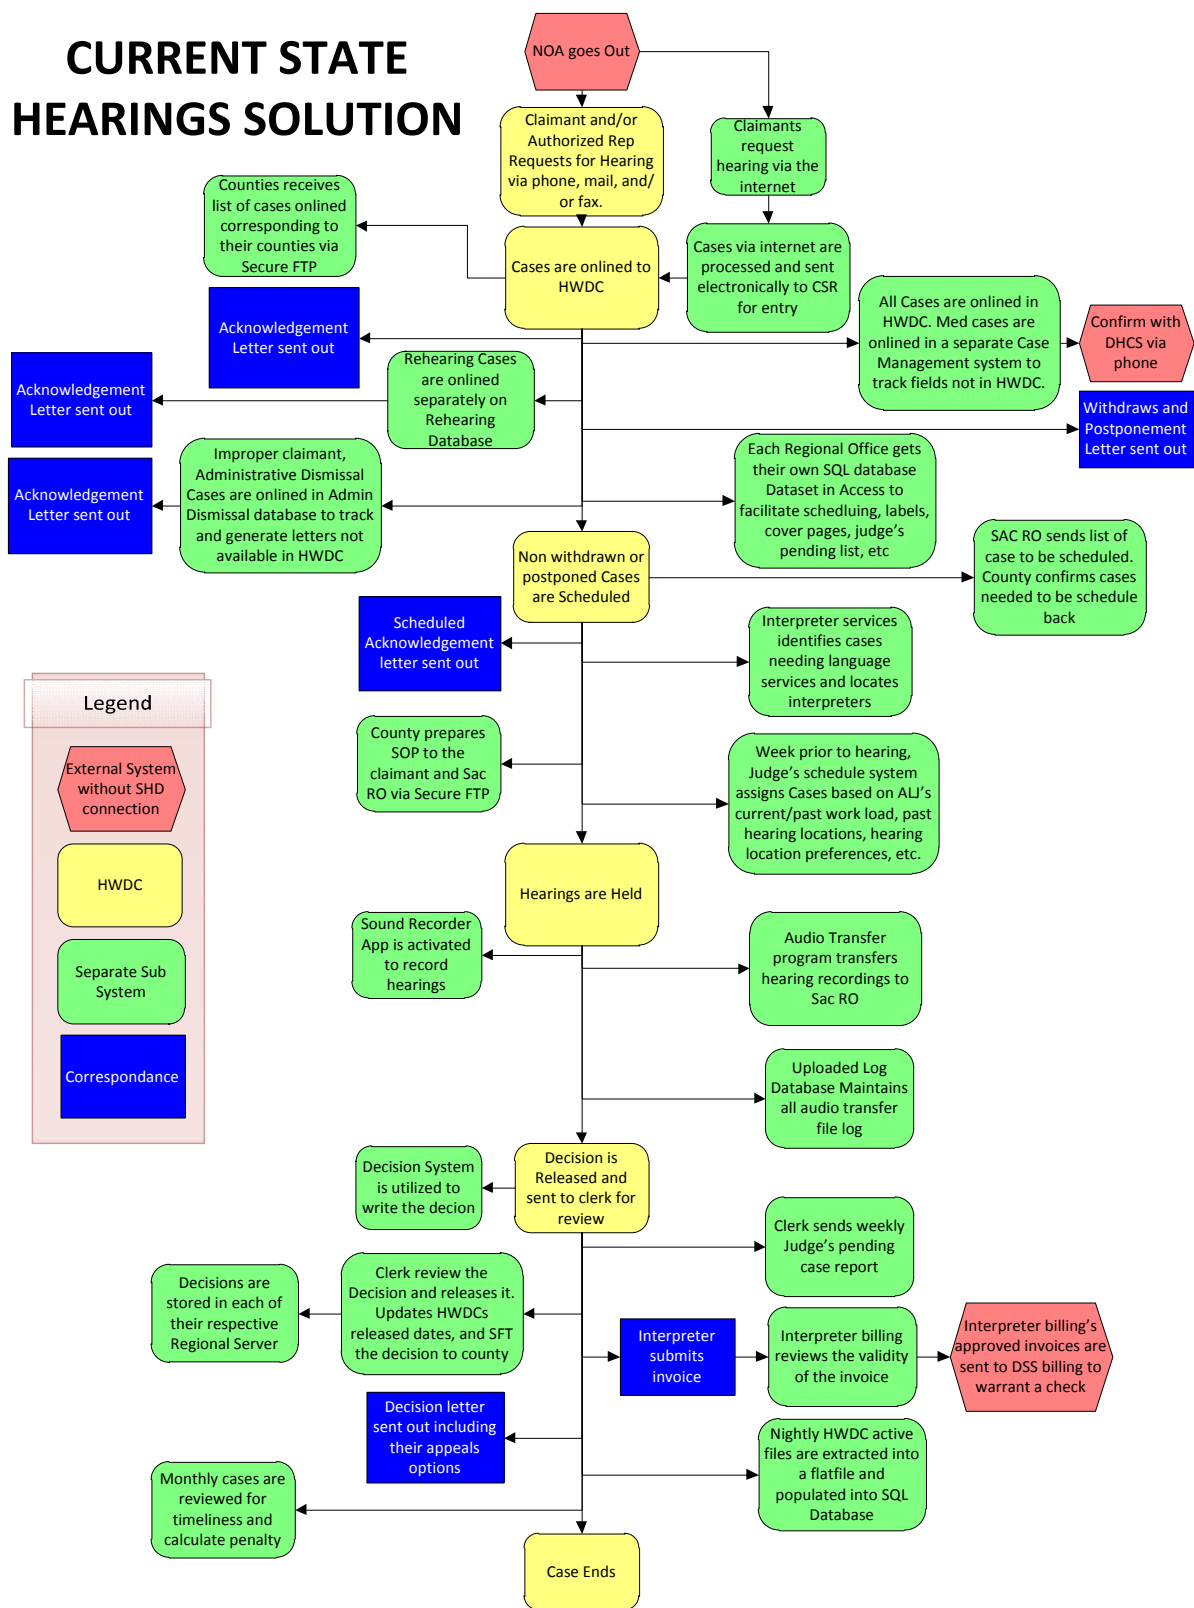 CURRENT STATE
HEARINGS SOLUTION
NOA goes Out
Claimant and/or
Authorized Rep
Requests for Hearing
via phone, mail, and/
or fax.
Claimants
request
hearing via the
internet
Counties receives
list of cases onlined
corresponding to
their counties via
Secure FTP
Cases are onlined to
HWDC
Cases via internet are
processed and sent
electronically to CSR
for entry
All Cases are onlined in
HWDC. Med cases are
onlined in a separate Case
Management system to
track fields not in HWDC.
Confirm with
DHCS via
phone
Acknowledgement
Letter sent out
Rehearing Cases
are onlined
separately on
Rehearing
Database
Acknowledgement
Letter sent out
Withdraws and
Postponement
Letter sent out
Improper claimant,
Administrative Dismissal
Cases are onlined in Admin
Dismissal database to track
and generate letters not
available in HWDC
Acknowledgement
Letter sent out
Each Regional Office gets
their own SQL database
Dataset in Access to
facilitate schedluing, labels,
cover pages, judge's
pending list, etc
Non withdrawn or
postponed Cases
are Scheduled
SAC RO sends list of
case to be scheduled.
County confirms cases
needed to be schedule
back
Scheduled
Acknowledgement
letter sent out
Interpreter services
identifies cases
needing language
services and locates
interpreters
County prepares
SOP to the
claimant and Sac
RO via Secure FTP
Week prior to hearing,
Judge's schedule system
assigns Cases based on ALJ's
current/past work load, past
hearing locations, hearing
location preferences, etc.
Legend
External System
without SHD
connection
HWDC
Separate Sub
System
Correspondance
Hearings are Held
Sound Recorder
App is activated
to record
hearings
Audio Transfer
program transfers
hearing recordings to
Sac RO
Uploaded Log
Database Maintains
all audio transfer
file log
Decision System
is utilized to
write the decion
Decision is
Released and
sent to clerk for
review
Clerk sends weekly
Judge's pending
case report
Decisions are
stored in each of
their respective
Regional Server
Clerk review the
Decision and releases it.
Updates HWDCs
released dates, and SFT
the decision to county
Interpreter
submits
invoice
Interpreter billing
reviews the validity
of the invoice
Interpreter billing's
approved invoices are
sent to DSS billing to
warrant a check
Decision letter
sent out including
their appeals
options
Nightly HWDC active
files are extracted into
a flatfile and
populated into SQL
Database
Monthly cases are
reviewed for
timeliness and
calculate penalty
Case Ends